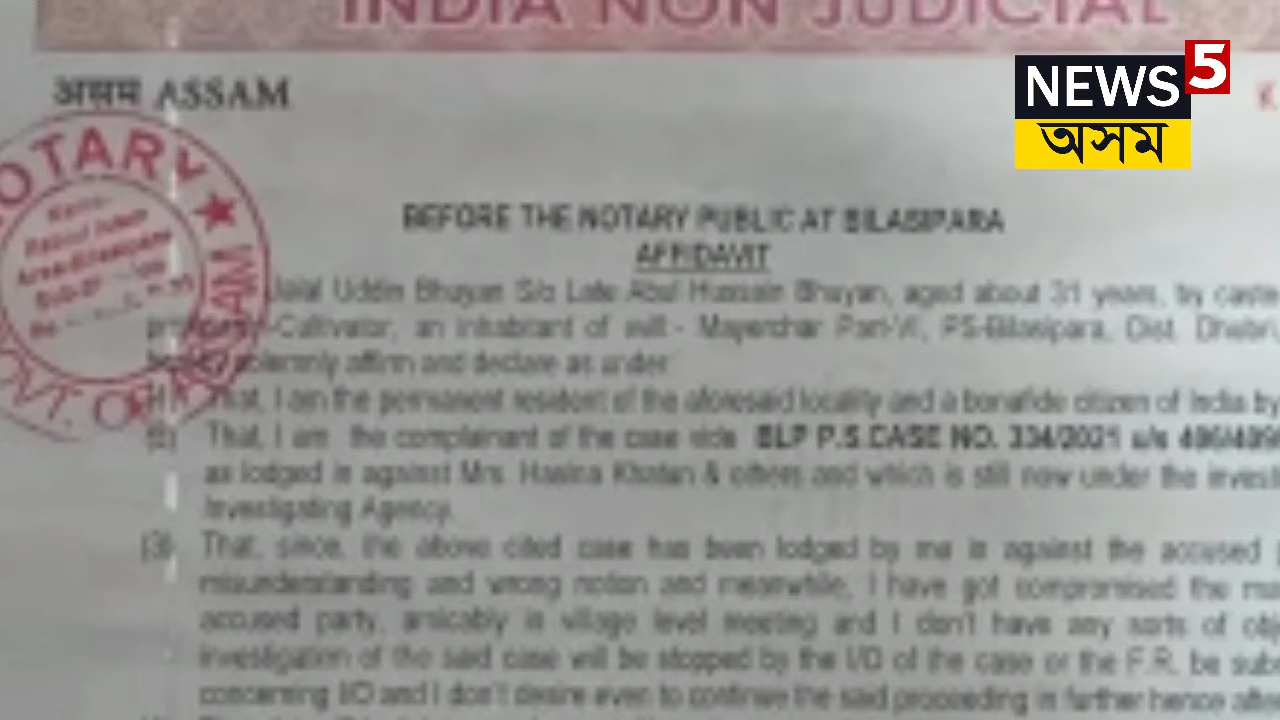 INDIA NON JUDICIAL
असम ASSAM
NEWS 5
অসম
K
NOTARY
GOVT. OF ASSAM
BEFORE THE NOTARY PUBLIC AT BILASIPARA
AFFIDAVIT
Jalal Uddin Bhuyan S/o Late Abul Hussain Bhuyan, aged about 31 years, by caste
-Cultivator, an inhabitant of vill:- Mayerchar Part-VI, PS-Bilasipara, Dist. Dhubri,
solemnly affirm and declare as under:
That, I am the permanent resident of the aforesaid locality and a bonafide citizen of India by
That, I am the complainant of the case vide BLP P.S.CASE NO. 334/2021 u/s
as lodged is against Mrs. Hasina Khatun & others and which is still now under the
Investigating Agency.
(3) That, since, the above cited case has been lodged by me is against the accused
misunderstanding and wrong notion and meanwhile, I have got compromised the
accused party, amicably in village level meeting and I don't have any sorts of
investigation of the said case will be stopped by the I/O of the case or the F.R. be
concerning I/O and I don't desire even to continue the said proceeding in further hence after